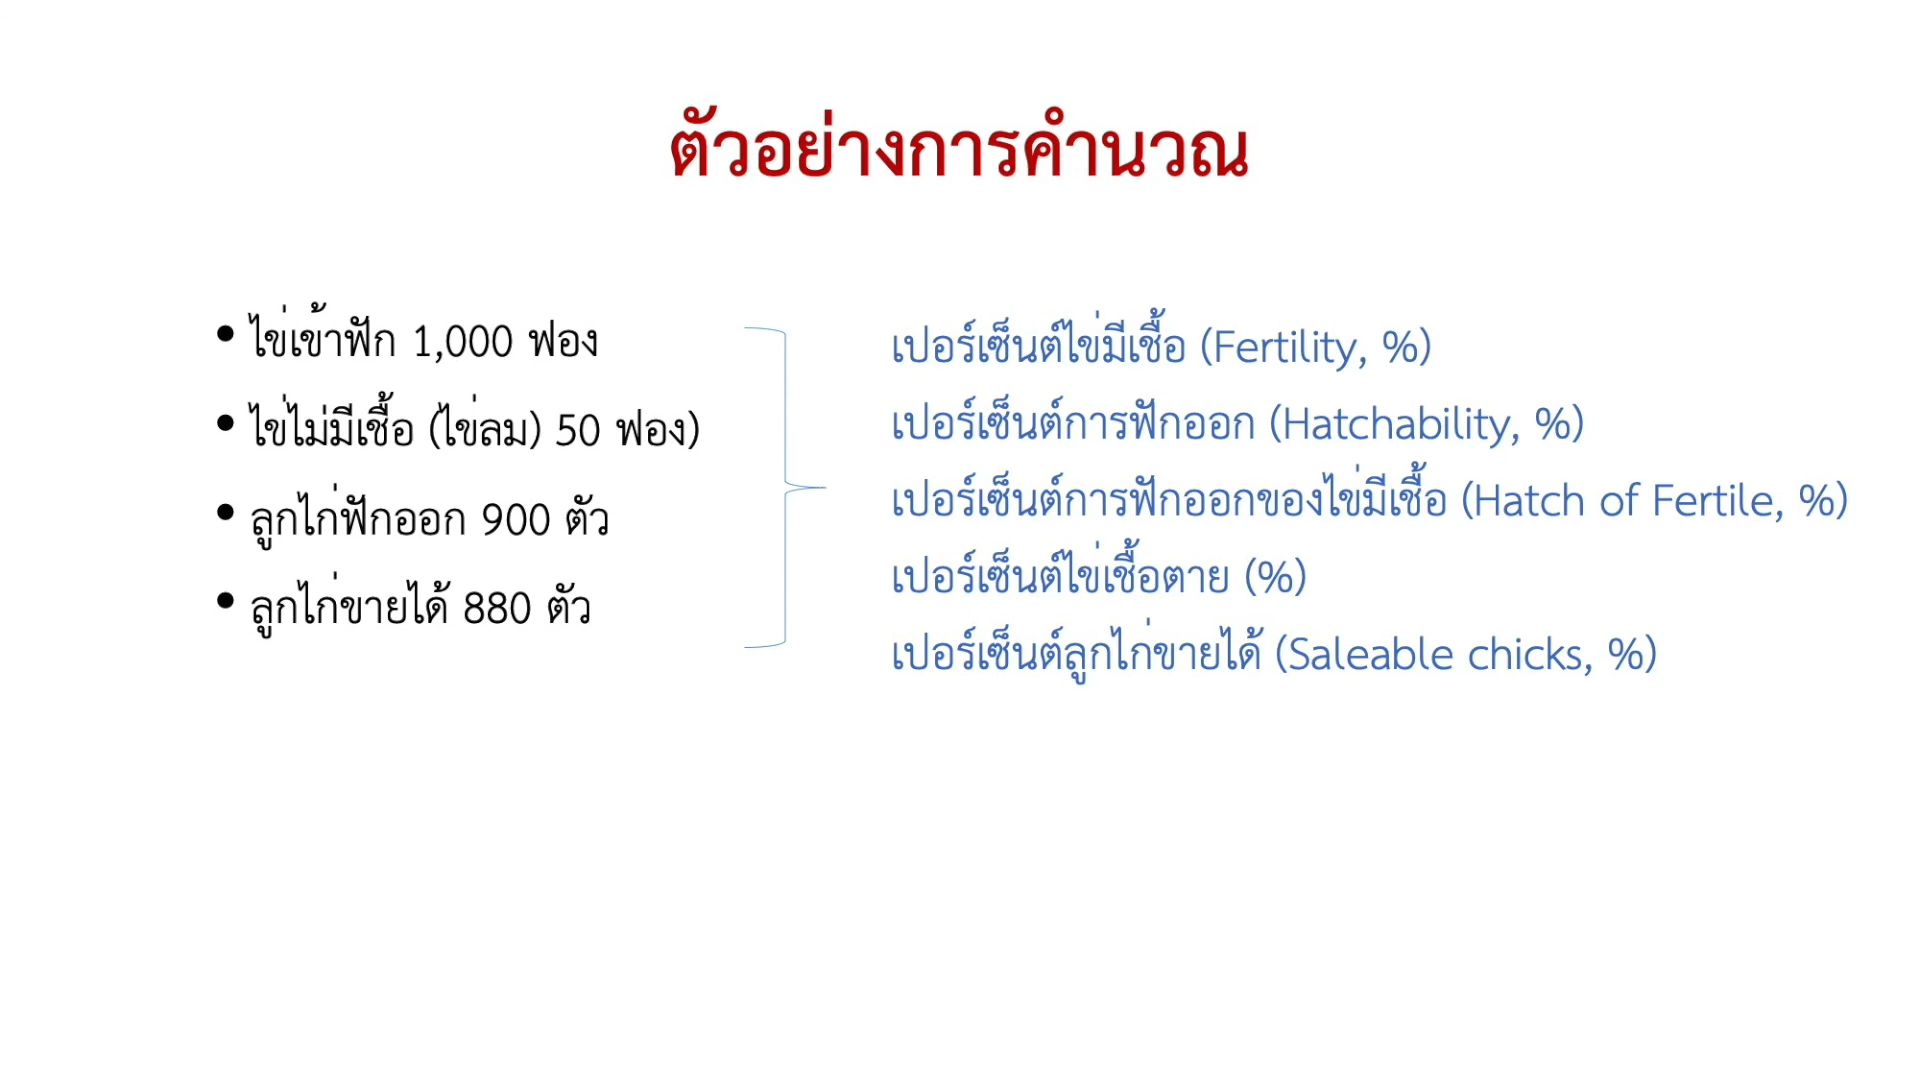 ตัวอย่างการคำนวณ
• ไข่เข้าฟัก 1,000 ฟอง
• ไข่ไม่มีเชื้อ (ไข่ลม) 50 ฟอง)
• ลูกไก่ฟักออก 900 ตัว
• ลูกไก่ขายได้ 880 ตัว
เปอร์เซ็นต์ไข่มีเชื้อ (Fertility, %)
เปอร์เซ็นต์การฟักออก (Hatchability, %)
เปอร์เซ็นต์การฟักออกของไข่มีเชื้อ (Hatch of Fertile, %)
เปอร์เซ็นต์ไข่เชื้อตาย (%)
เปอร์เซ็นต์ลูกไก่ขายได้ (Saleable chicks, %)